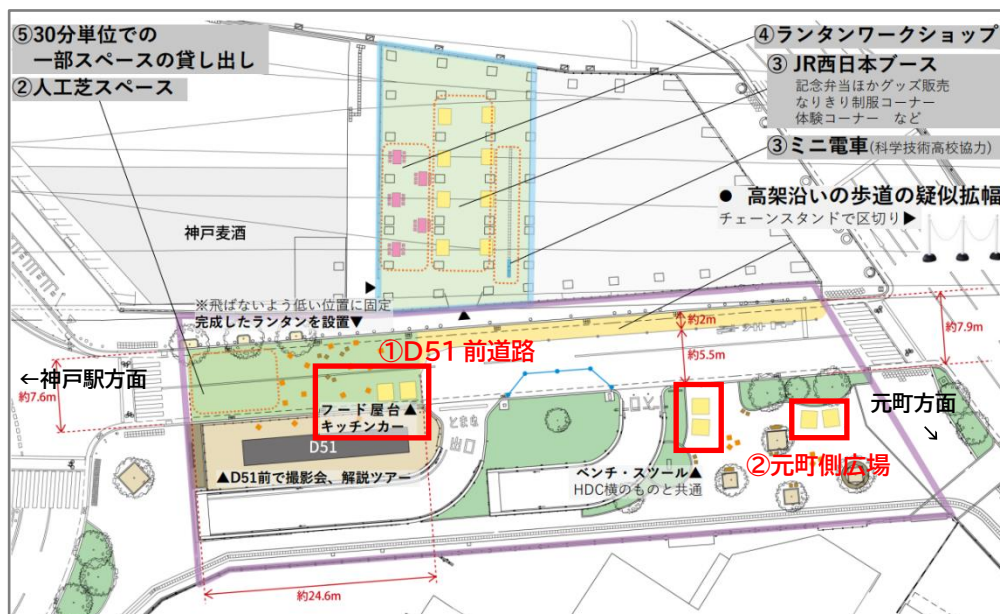 ⑤30分単位での
一部スペースの貸し出し
②人工芝スペース
④ランタンワークショップ
③JR西日本ブース
記念弁当ほかグッズ販売
なりきり制服コーナー
体験コーナー など
③ミニ電車(科学技術高校協力)
● 高架沿いの歩道の疑似拡幅
チェーンスタンドで区切り▶
神戸麦酒
※飛ばないよう低い位置に固定
完成したランタンを設置▼
約2m
約7.9m
①D51 前道路
約5.5m
←神戸駅方面
約7.6m
元町方面
↓
フード屋台▲
キッチンカー
とまれ
出口
D51
②元町側広場
▲D51前で撮影会、解説ツアー
ベンチ・スツール▲
HDC横のものと共通
約24.6m